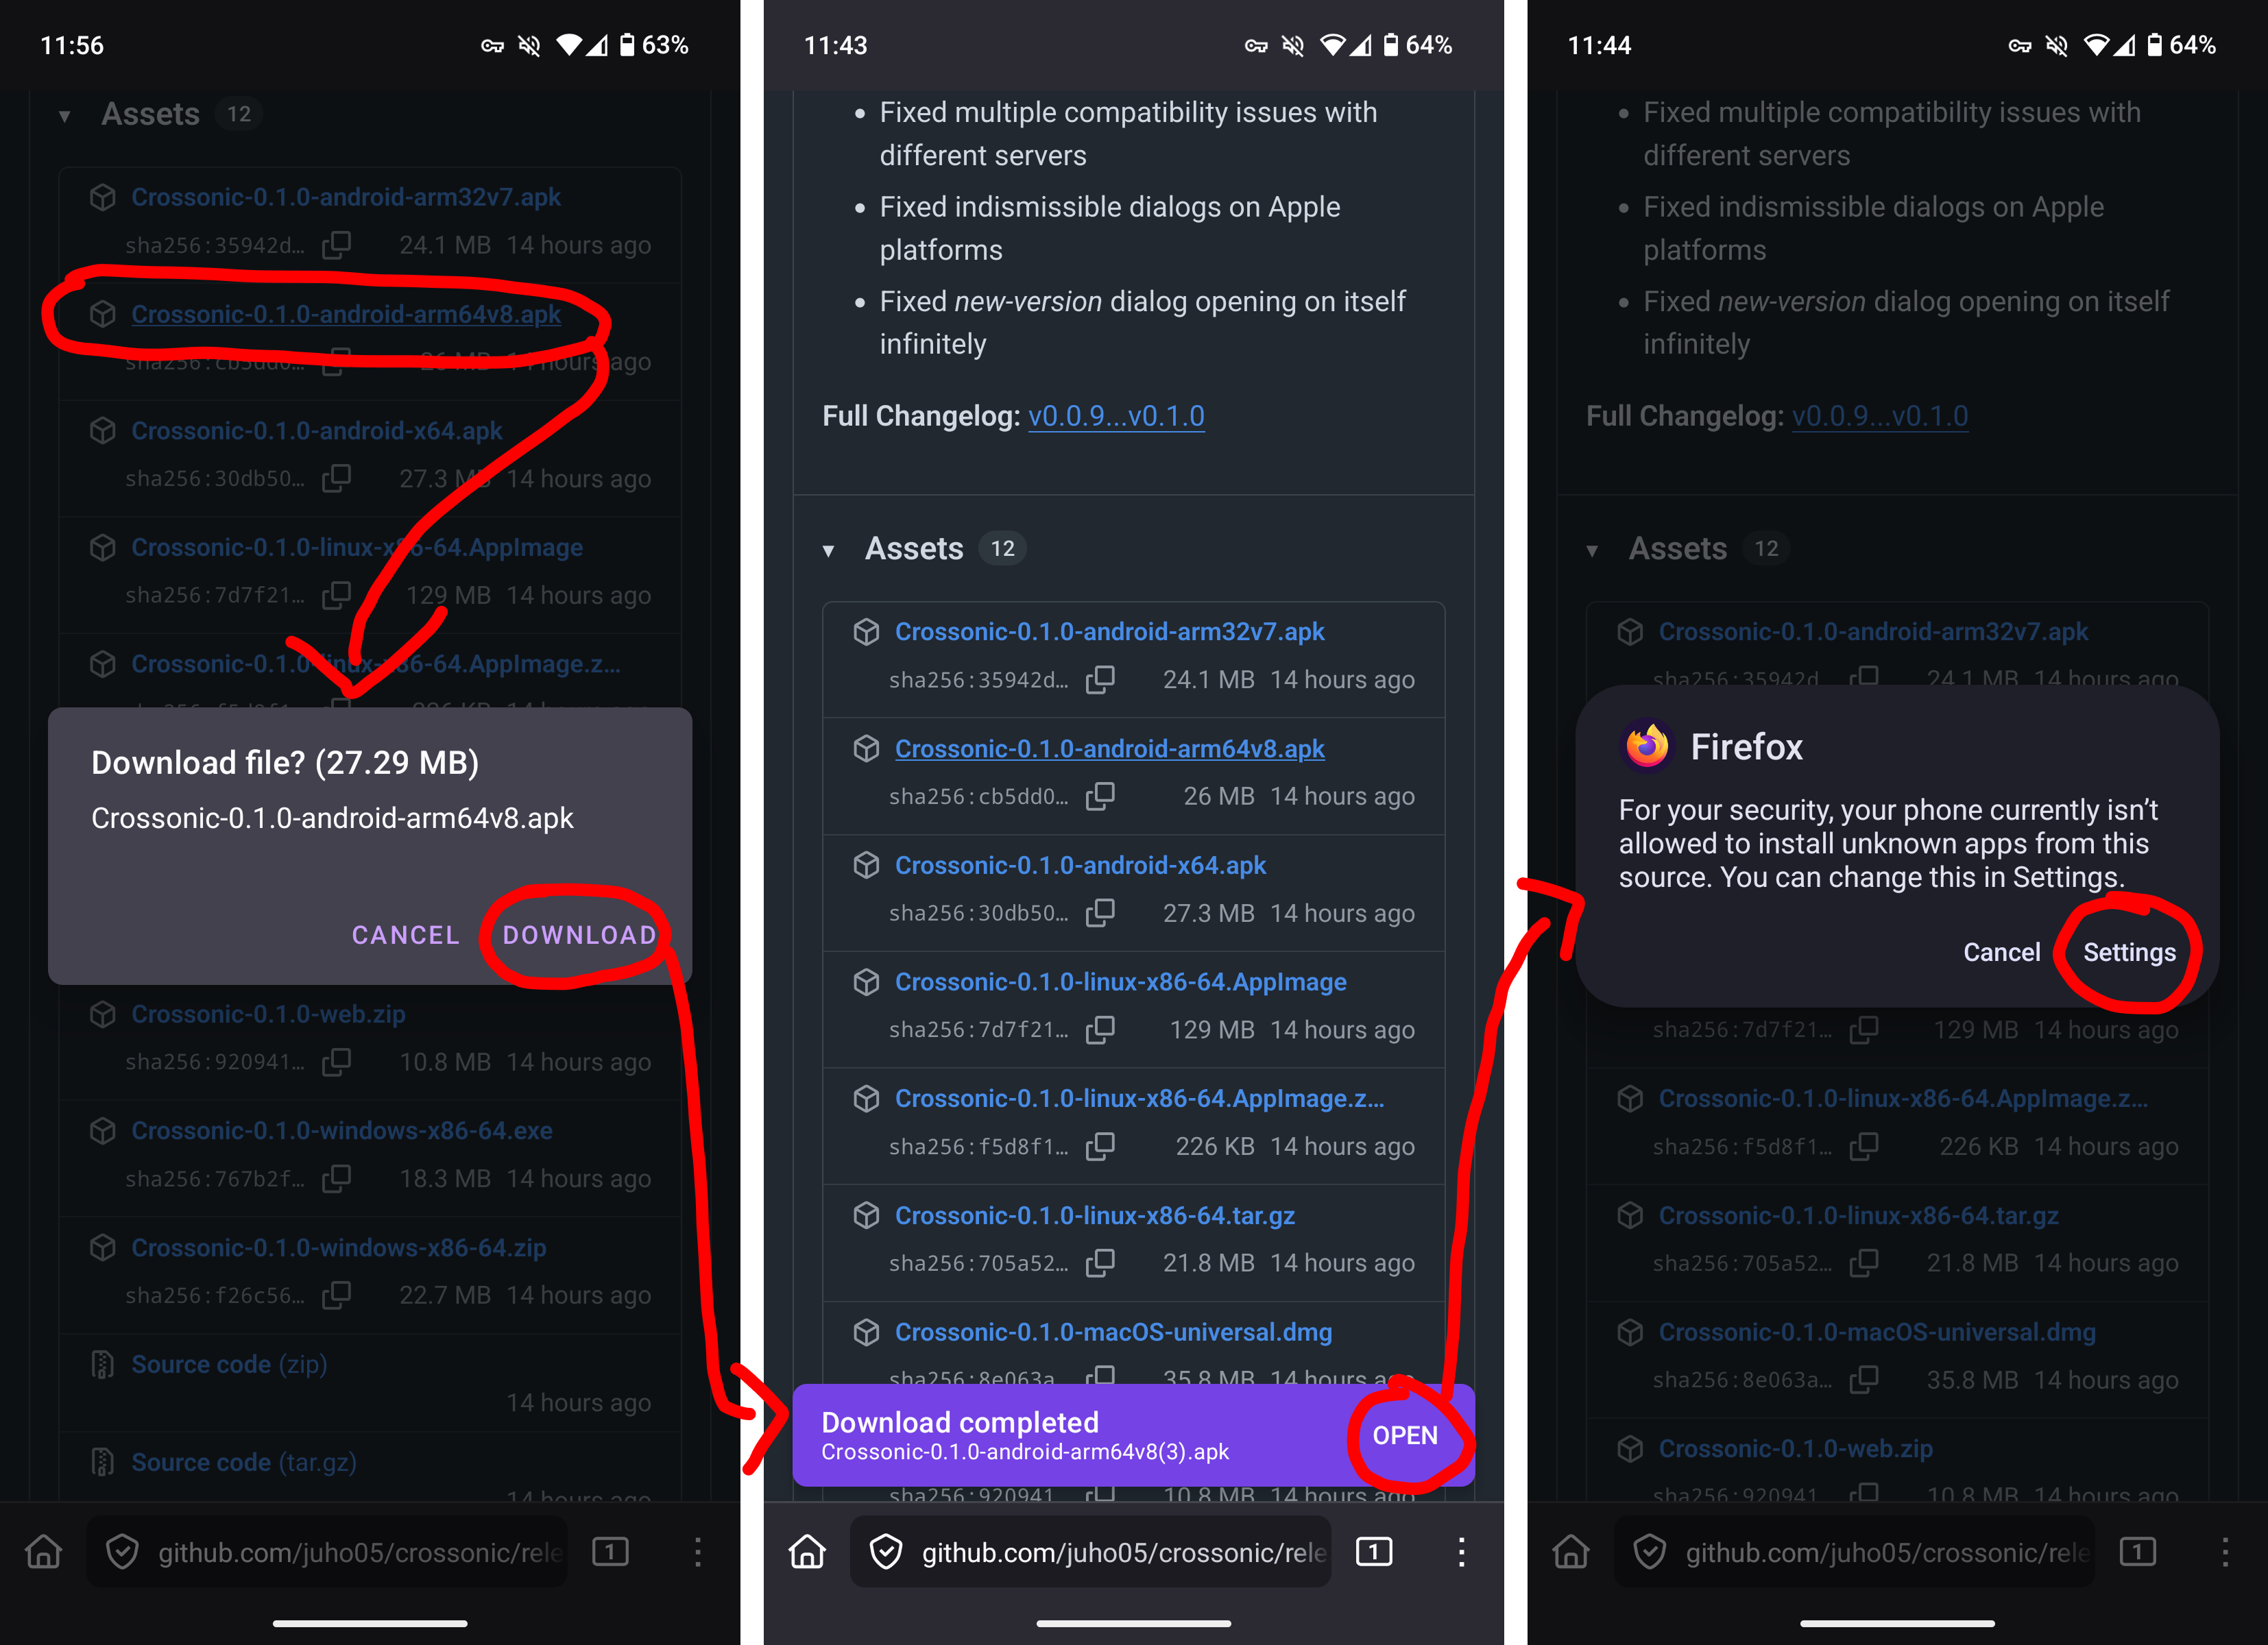 11:56
63%
Assets 12
Crossonic-0.1.0-android-arm32v7.apk
sha256:35942d… 24.1 MB 14 hours ago
Crossonic-0.1.0-android-arm64v8.apk
sha256:cb5dd0… 26 MB 14 hours ago
Crossonic-0.1.0-android-x64.apk
sha256:30db50… 27.3 MB 14 hours ago
Crossonic-0.1.0-linux-x86-64.AppImage
sha256:7d7f21… 129 MB 14 hours ago
Crossonic-0.1.0-linux-x86-64.AppImage.z…
Download file? (27.29 MB)
Crossonic-0.1.0-android-arm64v8.apk
CANCEL DOWNLOAD
Crossonic-0.1.0-web.zip
sha256:920941… 10.8 MB 14 hours ago
Crossonic-0.1.0-windows-x86-64.exe
sha256:767b2f… 18.3 MB 14 hours ago
Crossonic-0.1.0-windows-x86-64.zip
sha256:f26c56… 22.7 MB 14 hours ago
Source code (zip)
14 hours ago
Source code (tar.gz)
14 hours ago
github.com/juho05/crossonic/rele
1
11:43
64%
Fixed multiple compatibility issues with
different servers
Fixed indismissible dialogs on Apple
platforms
Fixed new-version dialog opening on itself
infinitely
Full Changelog: v0.0.9...v0.1.0
Assets 12
Crossonic-0.1.0-android-arm32v7.apk
sha256:35942d… 24.1 MB 14 hours ago
Crossonic-0.1.0-android-arm64v8.apk
sha256:cb5dd0… 26 MB 14 hours ago
Crossonic-0.1.0-android-x64.apk
sha256:30db50… 27.3 MB 14 hours ago
Crossonic-0.1.0-linux-x86-64.AppImage
sha256:7d7f21… 129 MB 14 hours ago
Crossonic-0.1.0-linux-x86-64.AppImage.z…
sha256:f5d8f1… 226 KB 14 hours ago
Crossonic-0.1.0-linux-x86-64.tar.gz
sha256:705a52… 21.8 MB 14 hours ago
Crossonic-0.1.0-macOS-universal.dmg
sha256:8e063a 35.8 MB 14 hours ago
Download completed
Crossonic-0.1.0-android-arm64v8(3).apk
OPEN
sha256:920941 10.8 MB 14 hours ago
github.com/juho05/crossonic/rele
1
11:44
64%
Fixed multiple compatibility issues with
different servers
Fixed indismissible dialogs on Apple
platforms
Fixed new-version dialog opening on itself
infinitely
Full Changelog: v0.0.9...v0.1.0
Assets 12
Crossonic-0.1.0-android-arm32v7.apk
sha256:35942d 24.1 MB 14 hours ago
Firefox
For your security, your phone currently isn’t
allowed to install unknown apps from this
source. You can change this in Settings.
Cancel Settings
sha256:7d7f21… 129 MB 14 hours ago
Crossonic-0.1.0-linux-x86-64.AppImage.z…
sha256:f5d8f1… 226 KB 14 hours ago
Crossonic-0.1.0-linux-x86-64.tar.gz
sha256:705a52… 21.8 MB 14 hours ago
Crossonic-0.1.0-macOS-universal.dmg
sha256:8e063a… 35.8 MB 14 hours ago
Crossonic-0.1.0-web.zip
sha256:920941 10.8 MB 14 hours ago
github.com/juho05/crossonic/rele
1